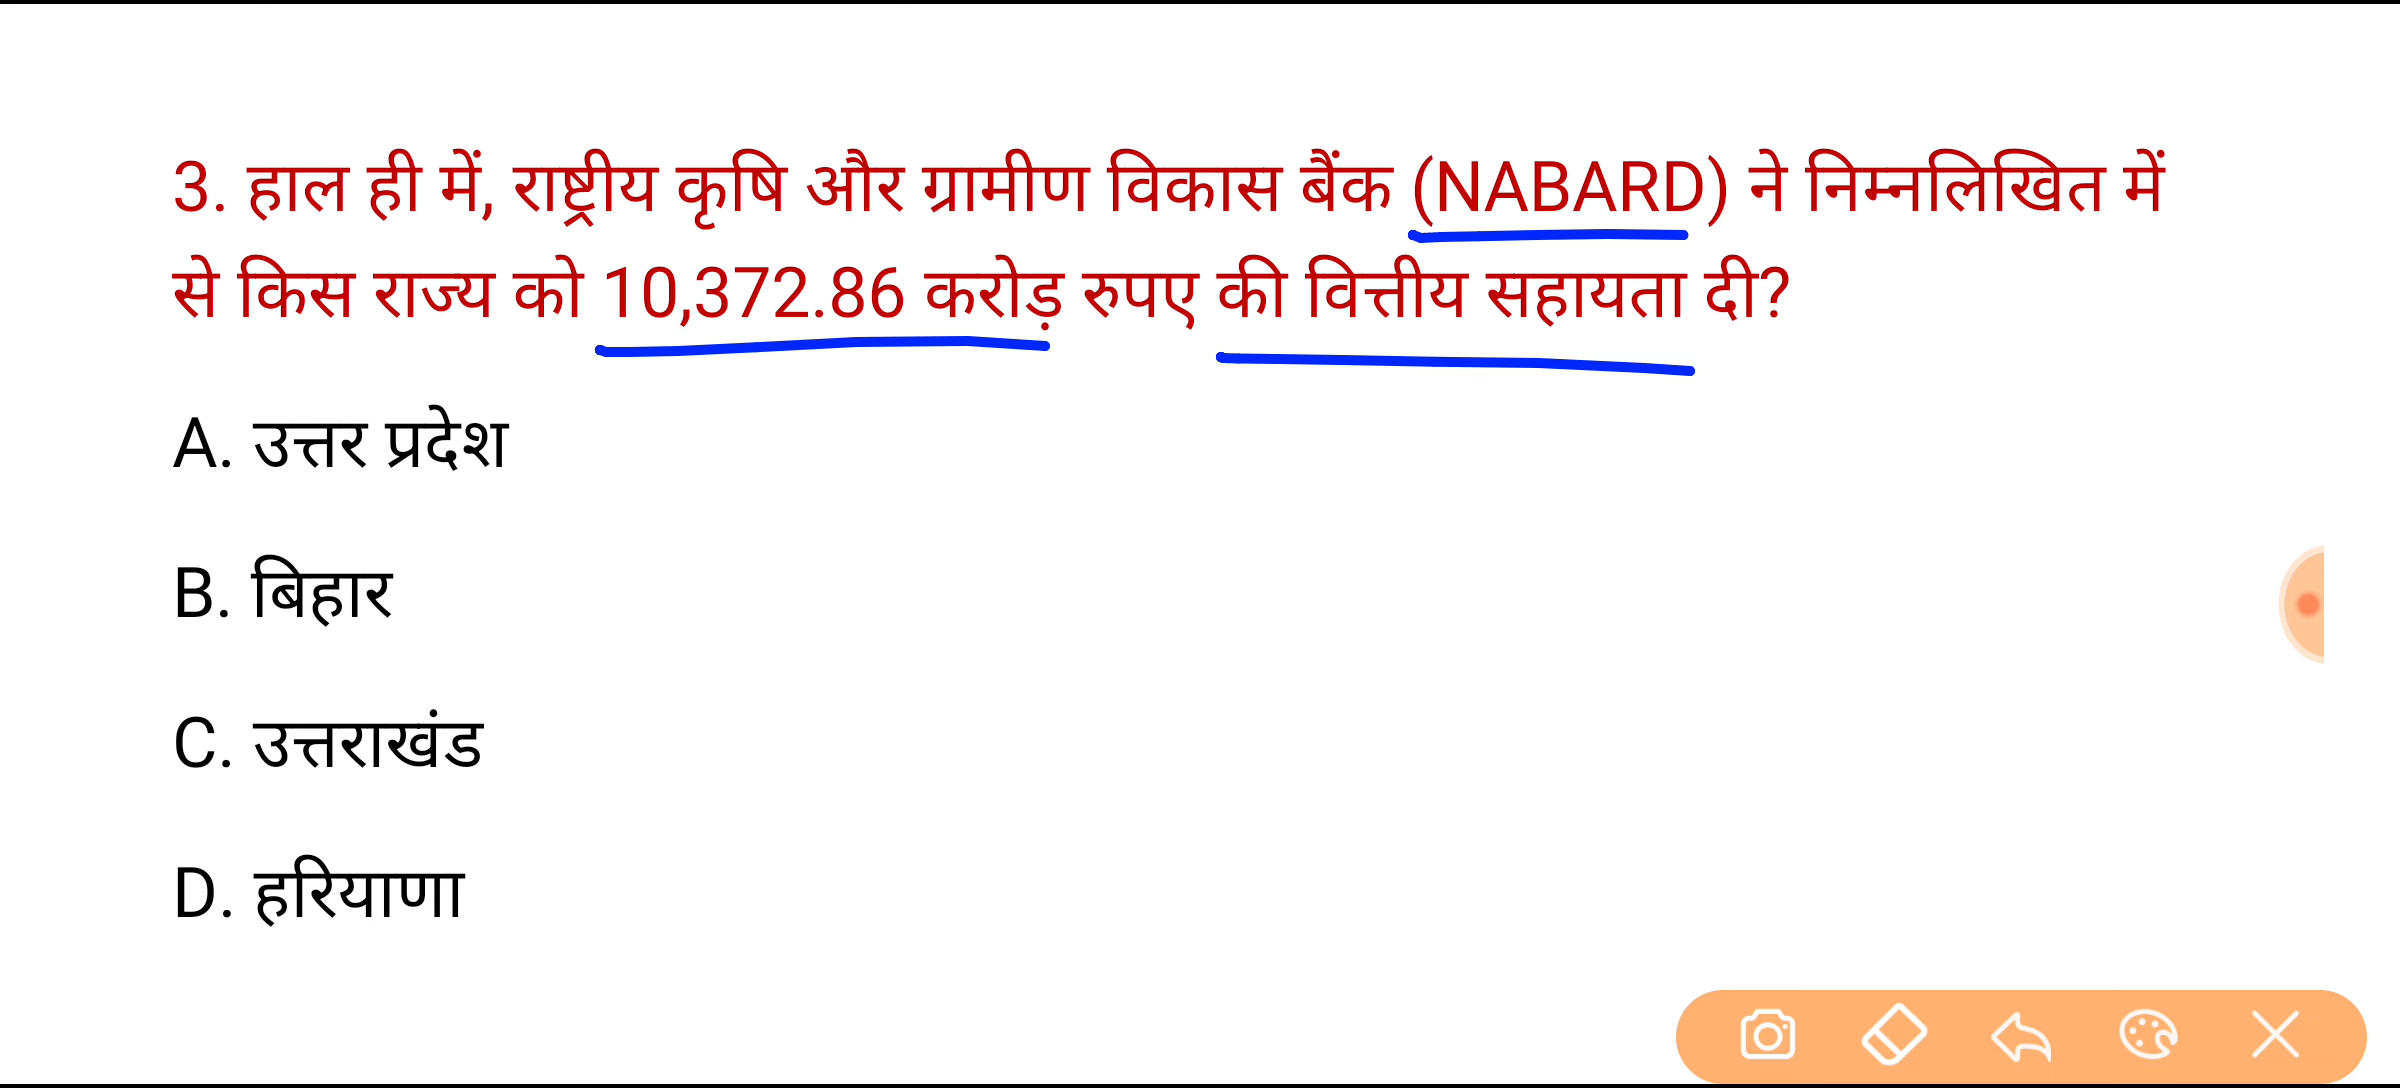 3. हाल ही में, राष्ट्रीय कृषि और ग्रामीण विकास बैंक (NABARD) ने निम्नलिखित में
से किस राज्य को 10,372.86 करोड़ रुपए की वित्तीय सहायता दी?
A. उत्तर प्रदेश
B. बिहार
C. उत्तराखंड
D. हरियाणा